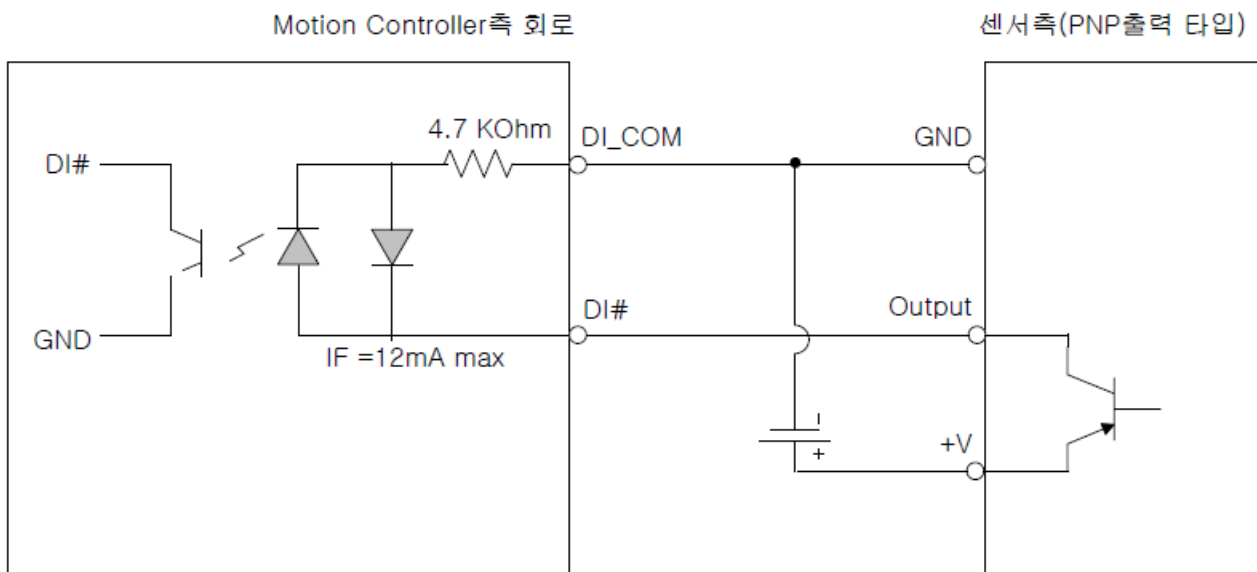 Motion Controller측 회로
센서측(PNP출력 타입)
4.7 KOhm
DI_COM
GND
DI#
DI#
Output
GND
IF =12mA max
-
+
+V